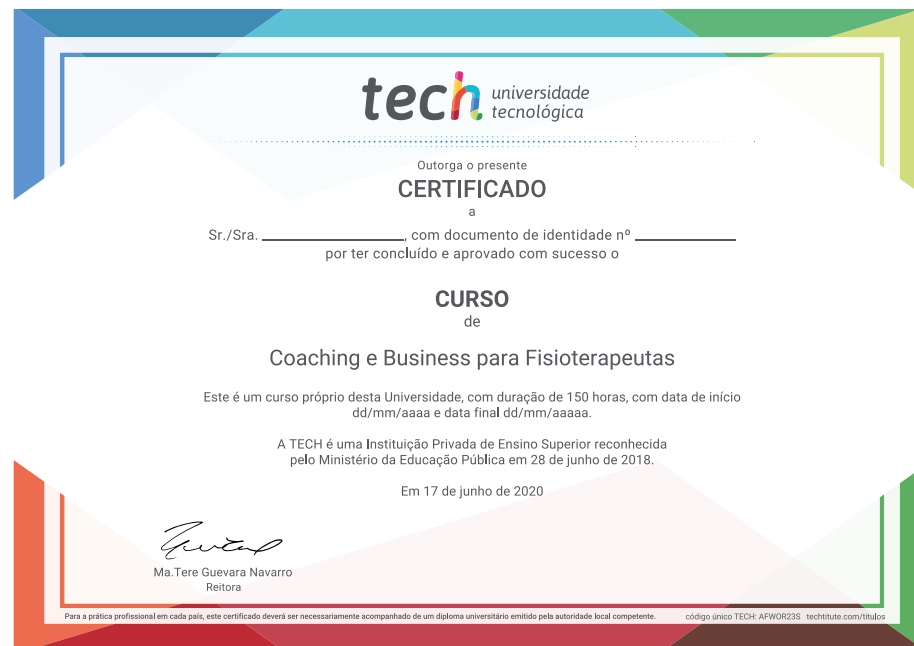 tech universidade
tecnológica
Outorga o presente
CERTIFICADO
a
Sr./Sra. ____________________, com documento de identidade nº ______________
por ter concluído e aprovado com sucesso o
CURSO
de
Coaching e Business para Fisioterapeutas
Este é um curso próprio desta Universidade, com duração de 150 horas, com data de início
dd/mm/aaaa e data final dd/mm/aaaaa.
A TECH é uma Instituição Privada de Ensino Superior reconhecida
pelo Ministério da Educação Pública em 28 de junho de 2018.
Em 17 de junho de 2020
Ma.Tere Guevara Navarro
Reitora
Para a prática profissional em cada país, este certificado deverá ser necessariamente acompanhado de um diploma universitário emitido pela autoridade local competente. código único TECH: AFWOR23S techtitute.com/titulos